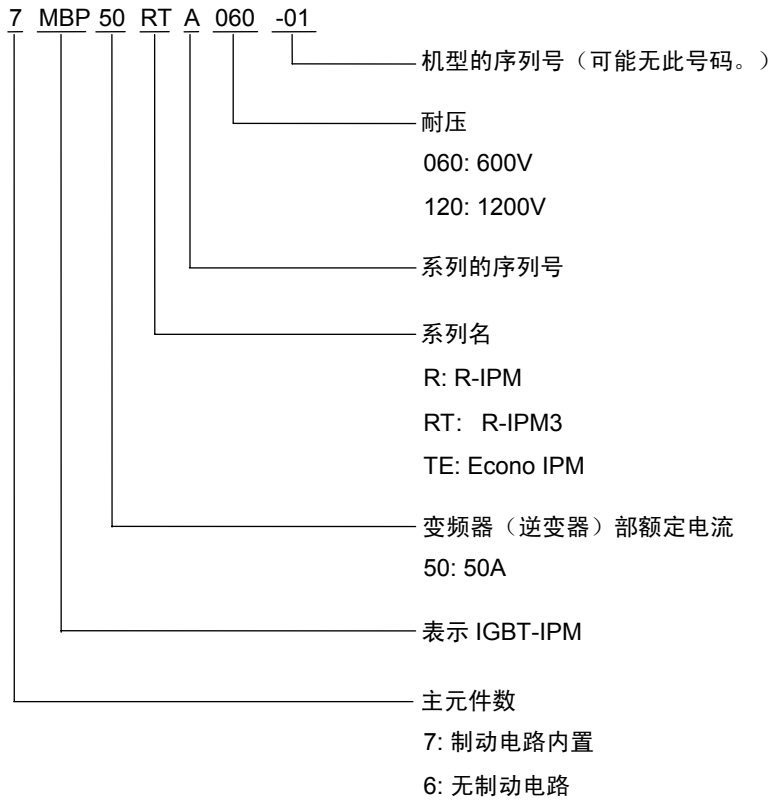 7 MBP 50 RT A 060 -01
机型的序列号（可能无此号码。）
耐压
060: 600V
120: 1200V
系列的序列号
系列名
R: R-IPM
RT: R-IPM3
TE: Econo IPM
变频器（逆变器）部额定电流
50: 50A
表示 IGBT-IPM
主元件数
7: 制动电路内置
6: 无制动电路